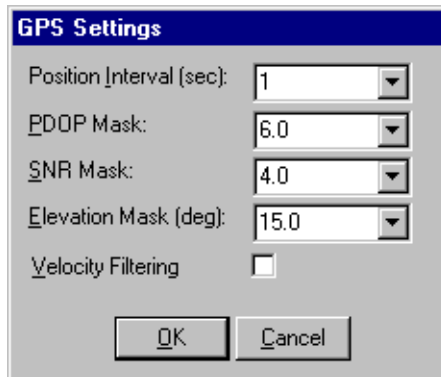 GPS Settings
Position Interval (sec): 1
PDOP Mask: 6.0
SNR Mask: 4.0
Elevation Mask (deg): 15.0
Velocity Filtering
OK Cancel